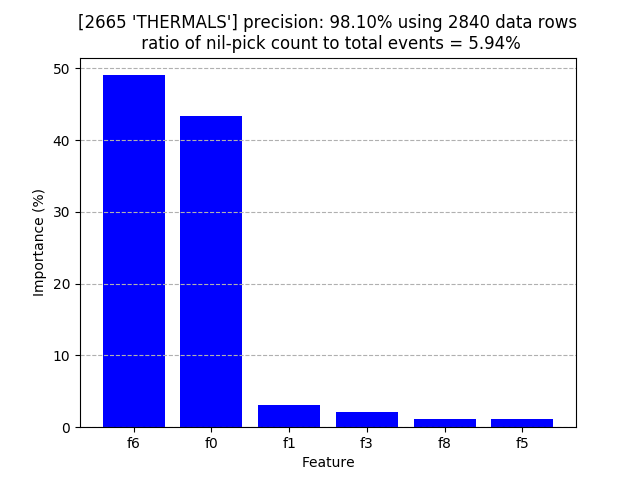 [2665 'THERMALS'] precision: 98.10% using 2840 data rows
ratio of nil-pick count to total events = 5.94%
50
40
30
20
10
0
Importance (%)
f6 f0 f1 f3 f8 f5
Feature